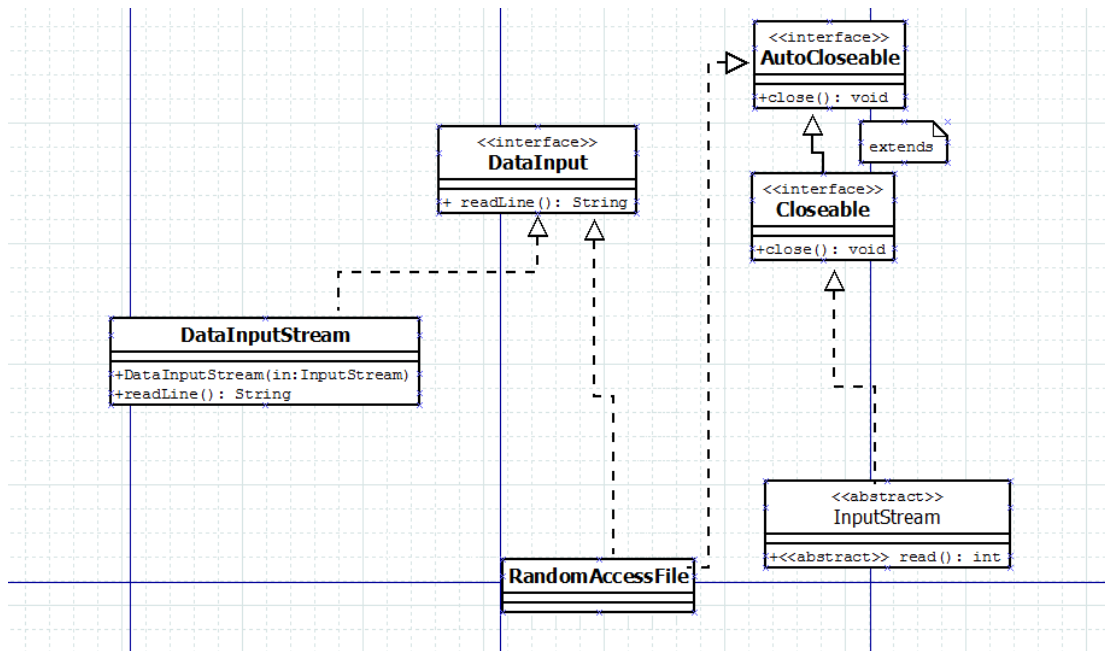 <<interface>>
AutoCloseable
+close(): void
<<interface>>
DataInput
+ readLine(): String
extends
<<interface>>
Closeable
+close(): void
DataInputStream
+DataInputStream(in:InputStream)
+readLine(): String
<<abstract>>
InputStream
+<<abstract>> read(): int
RandomAccessFile